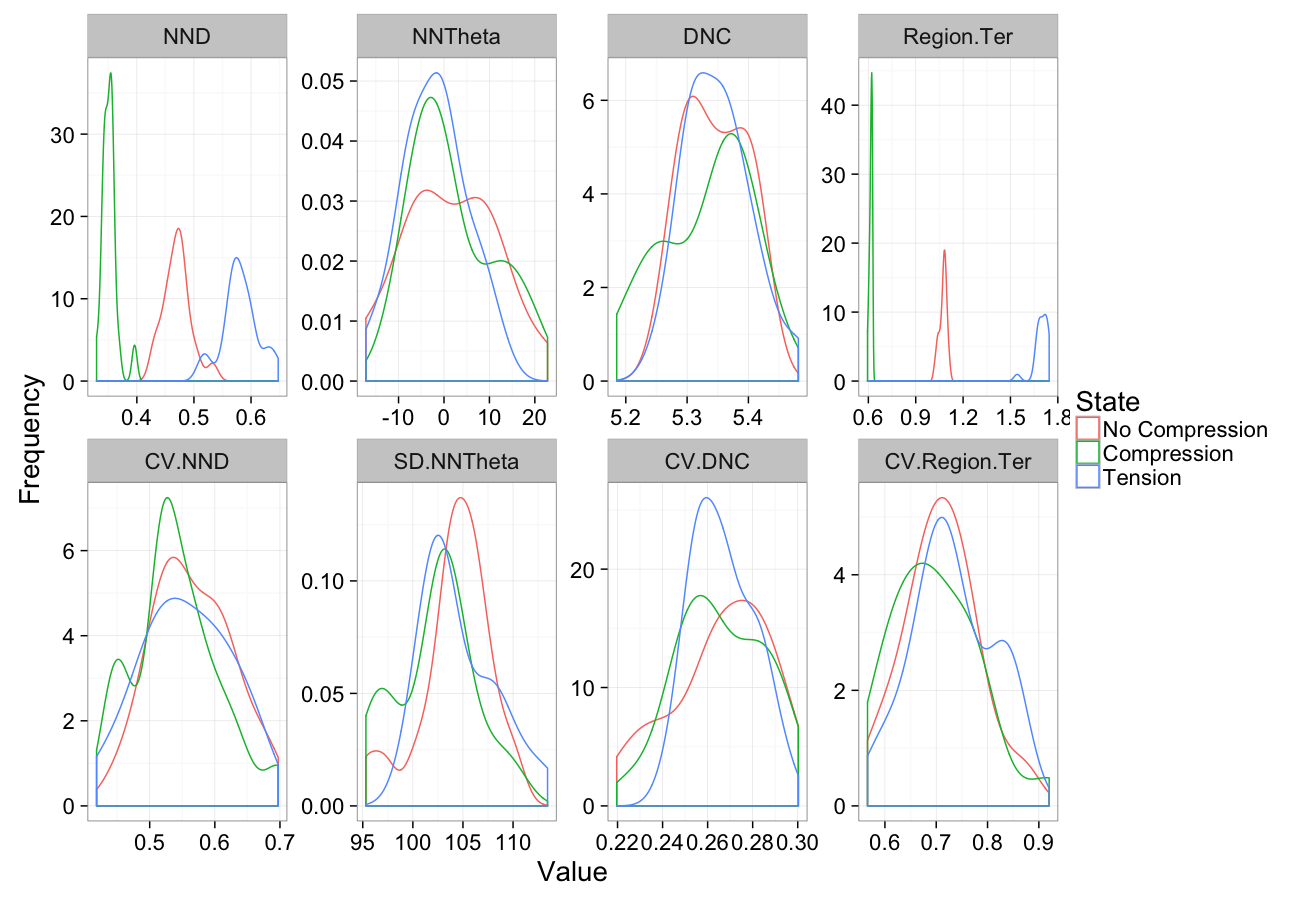 NND NNTheta DNC Region.Ter
30
20
10
0
0.05
0.04
0.03
0.02
0.01
0.00
6
4
2
0
40
30
20
10
0
0.4 0.5 0.6
-10 0 10 20
5.2 5.3 5.4
0.6 0.9 1.2 1.5 1.8
Frequency
CV.NND SD.NNTheta CV.DNC CV.Region.Ter
6
4
2
0
0.10
0.05
0.00
20
10
0
4
2
0
0.5 0.6 0.7
95 100 105 110
0.22 0.24 0.26 0.28 0.30
0.6 0.7 0.8 0.9
Value
State
No Compression
Compression
Tension